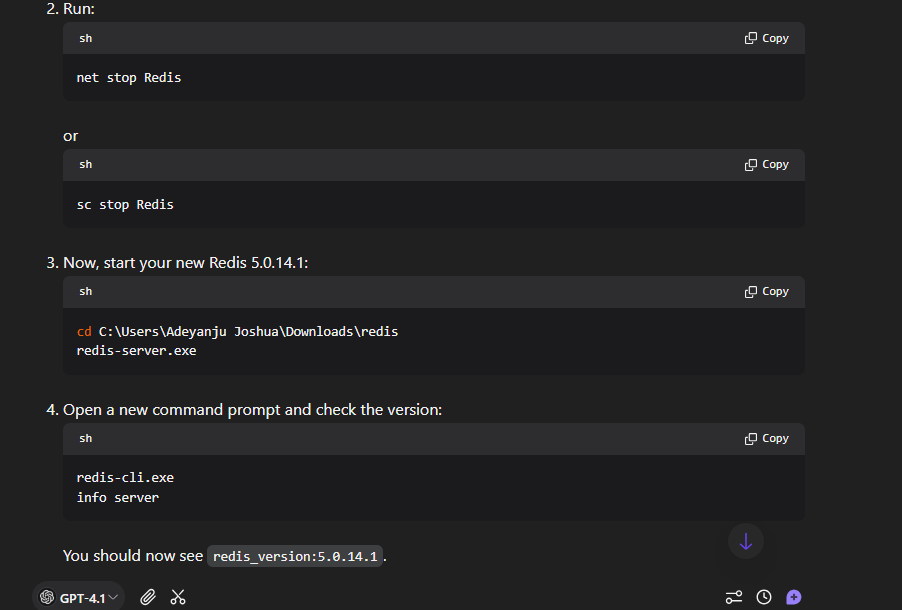 2. Run:
sh
Copy
net stop Redis
or
sh
Copy
sc stop Redis
3. Now, start your new Redis 5.0.14.1:
sh
Copy
cd C:\Users\Adeyanju Joshua\Downloads\redis
redis-server.exe
4. Open a new command prompt and check the version:
sh
Copy
redis-cli.exe
info server
You should now see redis_version:5.0.14.1.
GPT-4.1